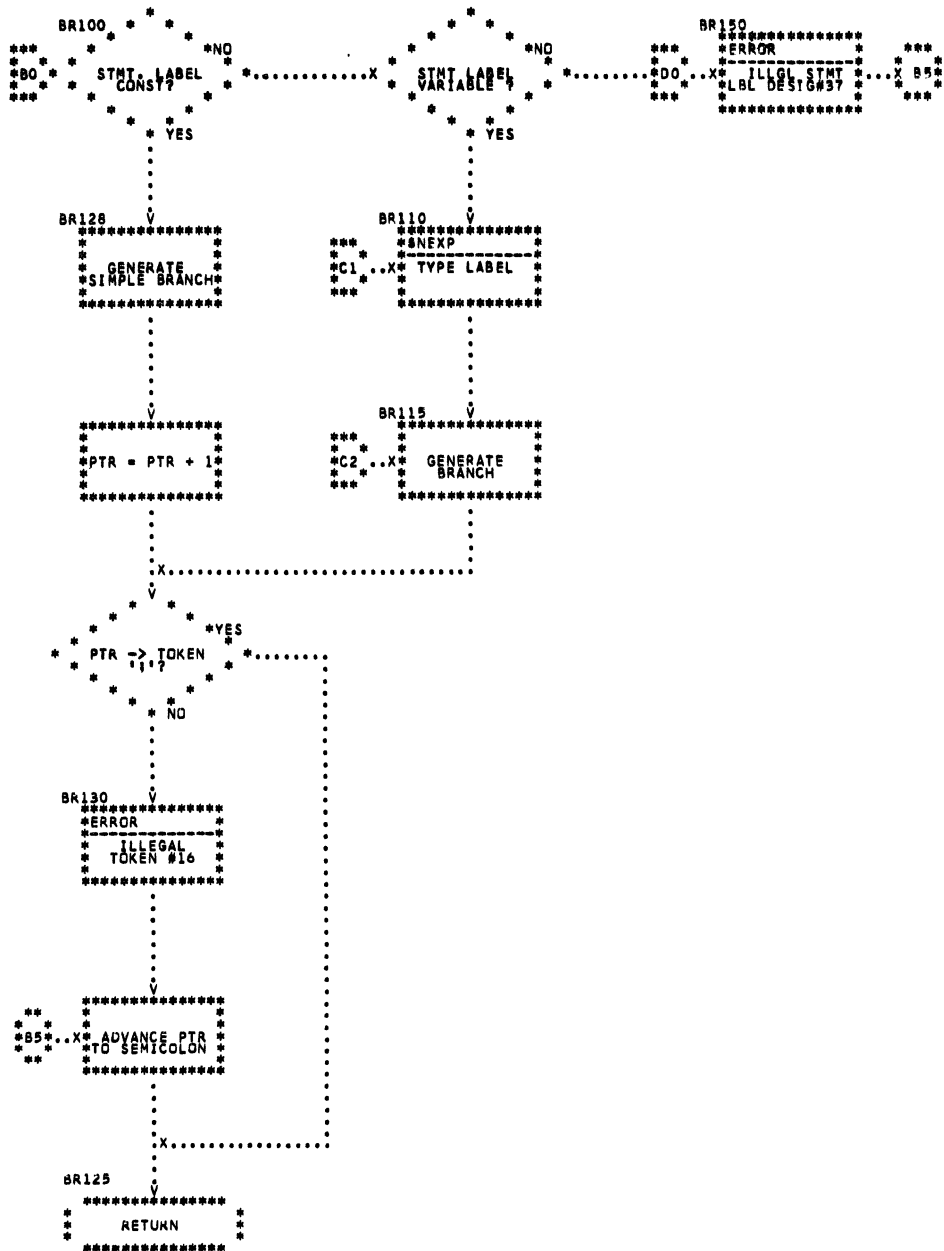 BR100
BR150
NO
NO
ERROR
B0
STMT. LABEL
CONST?
STMT LABEL
VARIABLE ?
D0
ILLGL STMT
LBL DESIG#37
B5
YES
YES
BR128
BR110
&NEXP
GENERATE
SIMPLE BRANCH
C1
TYPE LABEL
BR115
PTR = PTR + 1
C2
GENERATE
BRANCH
YES
PTR -> TOKEN
';'?
NO
BR130
ERROR
ILLEGAL
TOKEN #16
B5
ADVANCE PTR
TO SEMICOLON
BR125
RETURN